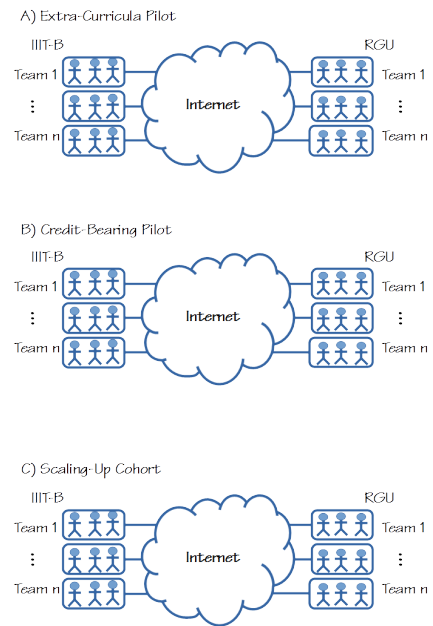 A) Extra-Curricula Pilot
IIIT-B RGU
Team 1 Team 1
⋮ Internet ⋮
Team n Team n
B) Credit-Bearing Pilot
IIIT-B RGU
Team 1 Team 1
⋮ Internet ⋮
Team n Team n
C) Scaling-Up Cohort
IIIT-B RGU
Team 1 Team 1
⋮ Internet ⋮
Team n Team n